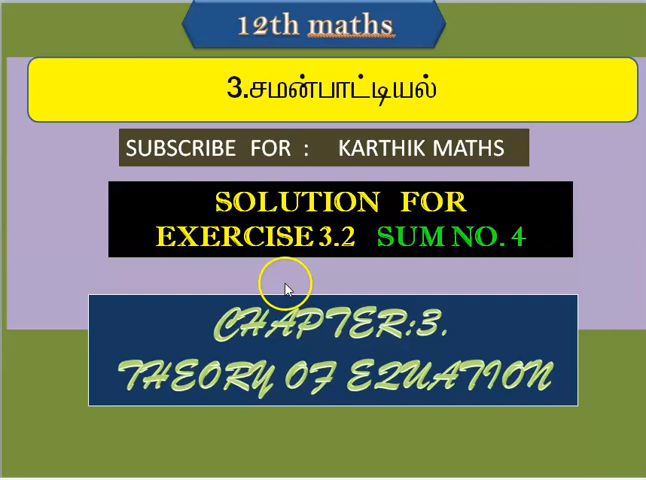 12th maths
3.சமன்பாட்டியல்
SUBSCRIBE FOR : KARTHIK MATHS
SOLUTION FOR
EXERCISE 3.2 SUM NO. 4
CHAPTER:3.
THEORY OF EQUATION